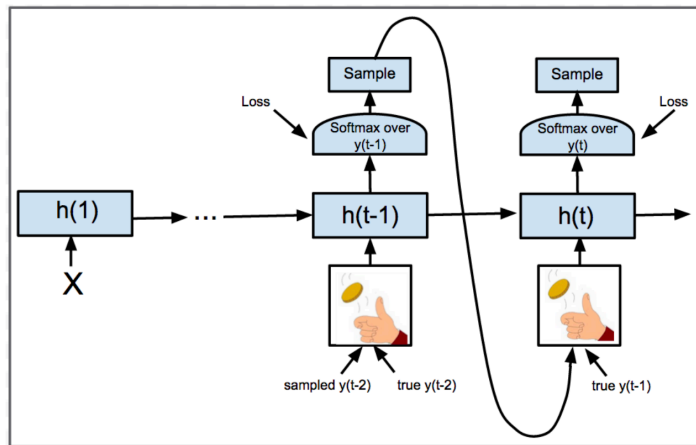 Sample
Sample
Loss
Softmax over
y(t-1)
Softmax over
y(t)
Loss
h(1)
...
h(t-1)
h(t)
X
sampled y(t-2)
true y(t-2)
true y(t-1)